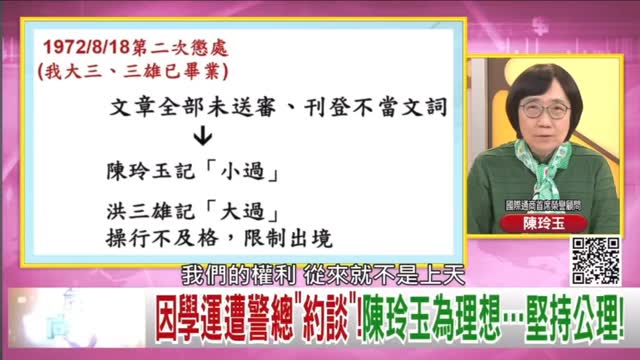 1972/8/18第二次懲處
(我大三、三雄已畢業)
文章全部未送審、刊登不當文詞
陳玲玉記「小過」
洪三雄記「大過」
操行不及格，限制出境
國際通商首席榮譽顧問
陳玲玉
我們的權利 從來就不是上天
因學運遭警總"約談"!陳玲玉為理想…堅持公理!